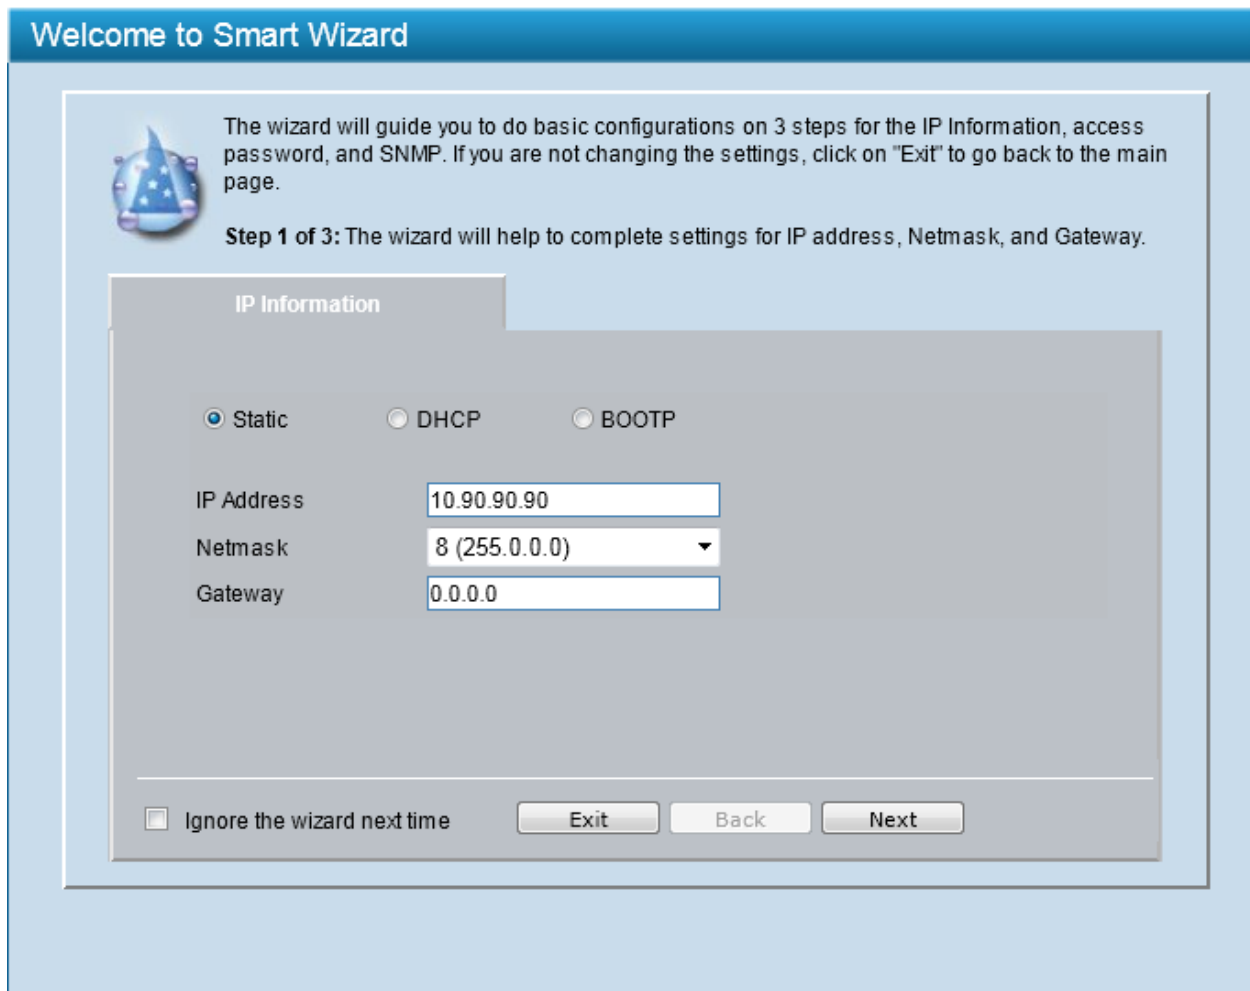 Welcome to Smart Wizard
The wizard will guide you to do basic configurations on 3 steps for the IP Information, access
password, and SNMP. If you are not changing the settings, click on "Exit" to go back to the main
page.
Step 1 of 3: The wizard will help to complete settings for IP address, Netmask, and Gateway.
IP Information
Static DHCP BOOTP
IP Address 10.90.90.90
Netmask 8 (255.0.0.0)
Gateway 0.0.0.0
Ignore the wizard next time Exit Back Next